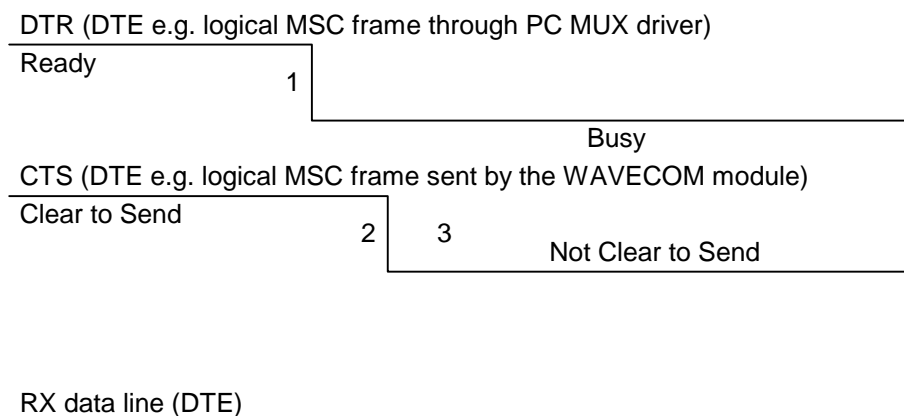 DTR (DTE e.g. logical MSC frame through PC MUX driver)
Ready
1
Busy
CTS (DTE e.g. logical MSC frame sent by the WAVECOM module)
Clear to Send
2 3
Not Clear to Send
RX data line (DTE)